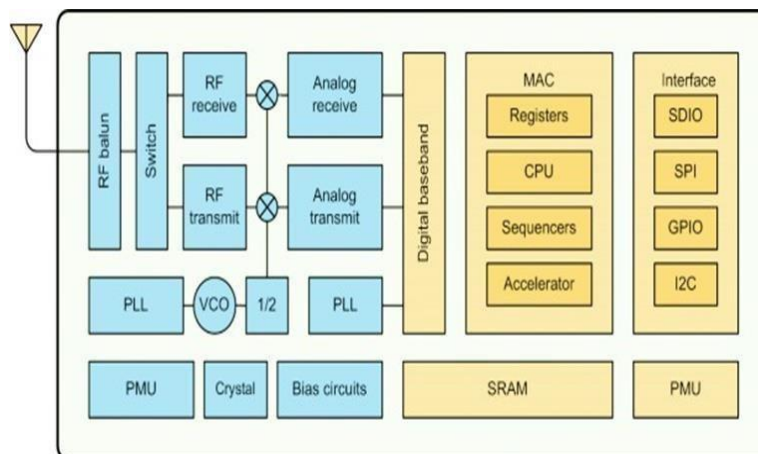 RF balun
Switch
RF
receive
Analog
receive
RF
transmit
Analog
transmit
Digital baseband
MAC
Registers
CPU
Sequencers
Accelerator
Interface
SDIO
SPI
GPIO
I2C
PLL
VCO
1/2
PLL
PMU
Crystal
Bias circuits
SRAM
PMU